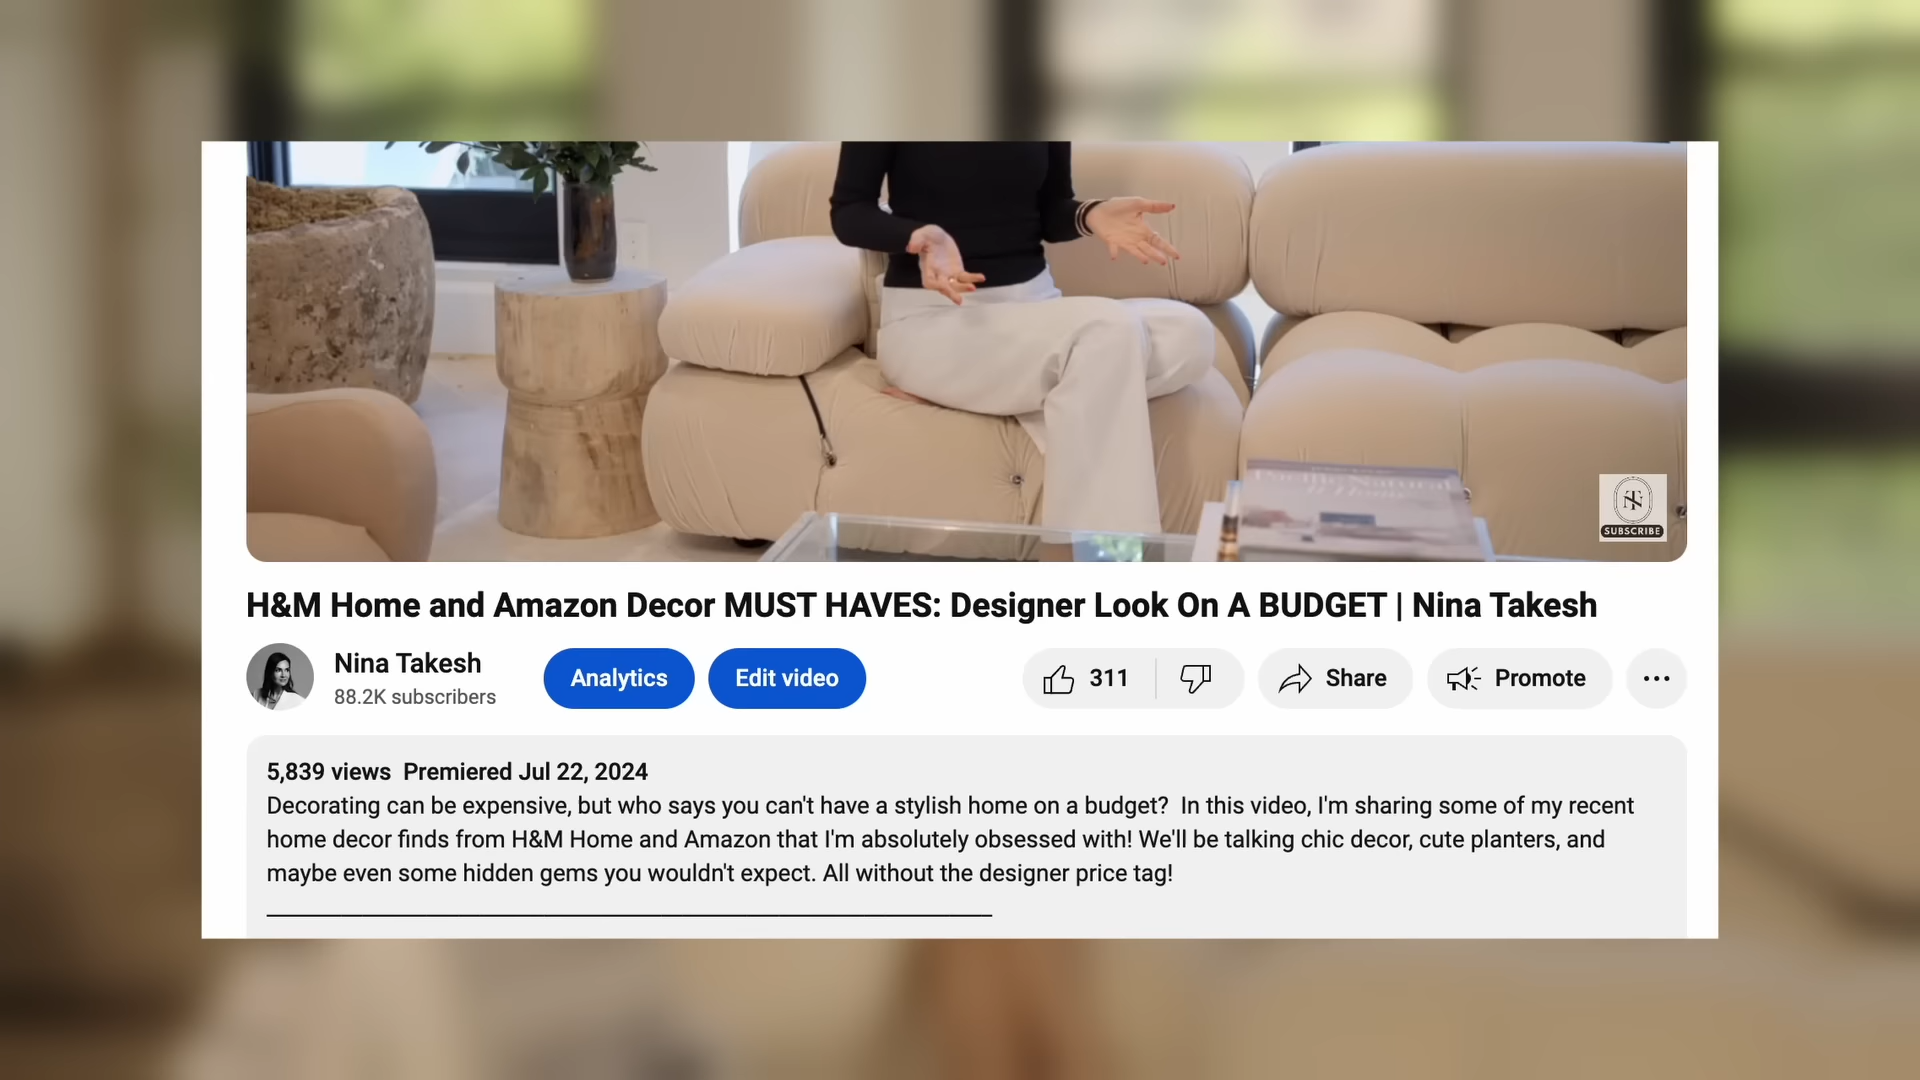 SUBSCRIBE
H&M Home and Amazon Decor MUST HAVES: Designer Look On A BUDGET | Nina Takesh
Nina Takesh
88.2K subscribers
Analytics
Edit video
311
Share
Promote
5,839 views Premiered Jul 22, 2024
Decorating can be expensive, but who says you can't have a stylish home on a budget? In this video, I'm sharing some of my recent
home decor finds from H&M Home and Amazon that I'm absolutely obsessed with! We'll be talking chic decor, cute planters, and
maybe even some hidden gems you wouldn't expect. All without the designer price tag!